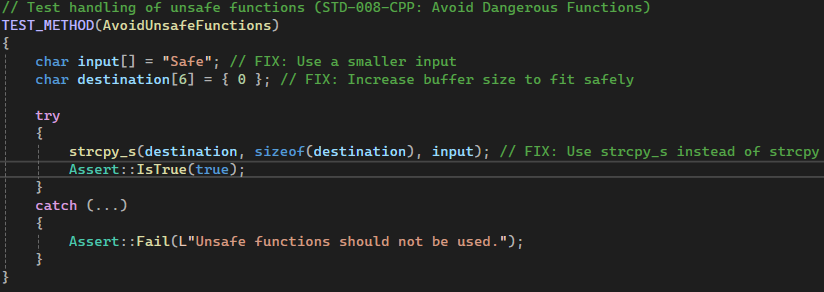 // Test handling of unsafe functions (STD-008-CPP: Avoid Dangerous Functions)
TEST_METHOD(AvoidUnsafeFunctions)
{
    char input[] = "Safe"; // FIX: Use a smaller input
    char destination[6] = { 0 }; // FIX: Increase buffer size to fit safely

    try
    {
        strcpy_s(destination, sizeof(destination), input); // FIX: Use strcpy_s instead of strcpy
        Assert::IsTrue(true);
    }
    catch (...)
    {
        Assert::Fail(L"Unsafe functions should not be used.");
    }
}